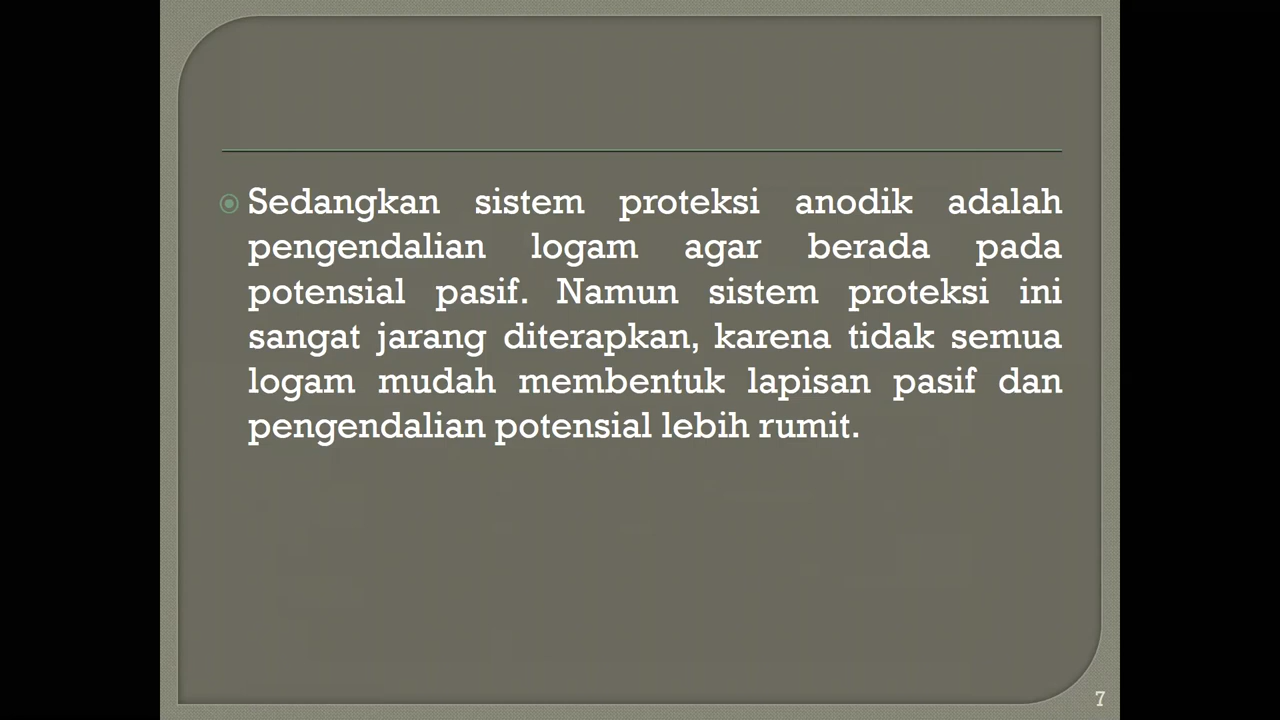 Sedangkan sistem proteksi anodik adalah
pengendalian logam agar berada pada
potensial pasif. Namun sistem proteksi ini
sangat jarang diterapkan, karena tidak semua
logam mudah membentuk lapisan pasif dan
pengendalian potensial lebih rumit.
7